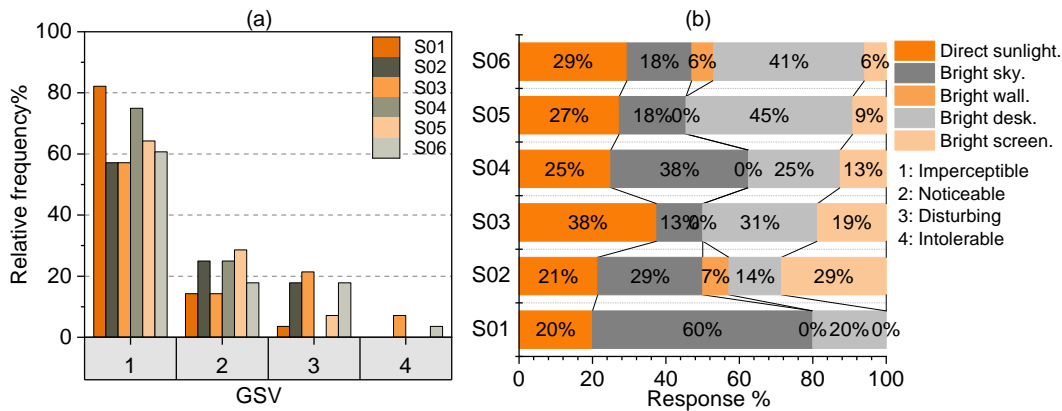 (a)
Relative frequency%
100
80
60
40
20
0
S01
S02
S03
S04
S05
S06
1 2 3 4
GSV
(b)
S06 29% 18% 6% 41% 6%
S05 27% 18% 0% 45% 9%
S04 25% 38% 0% 25% 13%
S03 38% 13% 0% 31% 19%
S02 21% 29% 7% 14% 29%
S01 20% 60% 0% 20% 0%
0 20 40 60 80 100
Response %
Direct sunlight.
Bright sky.
Bright wall.
Bright desk.
Bright screen.
1: Imperceptible
2: Noticeable
3: Disturbing
4: Intolerable